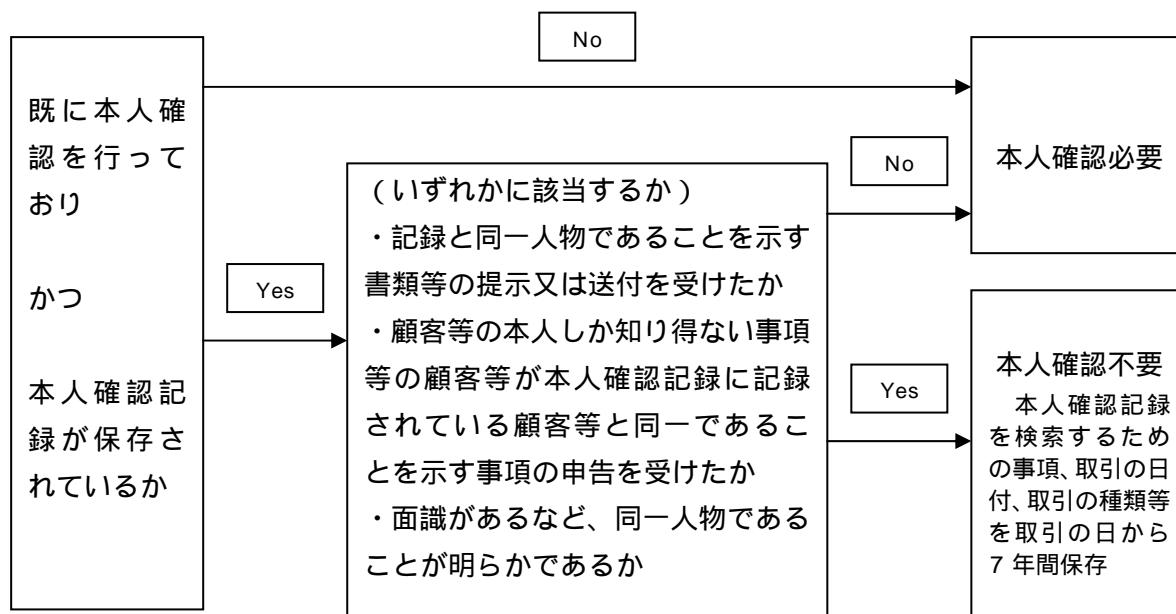 No
既に本人確
認を行って
おり
かつ
本人確認記
録が保存さ
れているか
Yes
（いずれかに該当するか）
・記録と同一人物であることを示す
書類等の提示又は送付を受けたか
・顧客等の本人しか知り得ない事項
等の顧客等が本人確認記録に記録
されている顧客等と同一であるこ
とを示す事項の申告を受けたか
・面識があるなど、同一人物である
ことが明らかであるか
No
本人確認必要
Yes
本人確認不要
本人確認記録
を検索するため
の事項、取引の日
付、取引の種類等
を取引の日から
7 年間保存